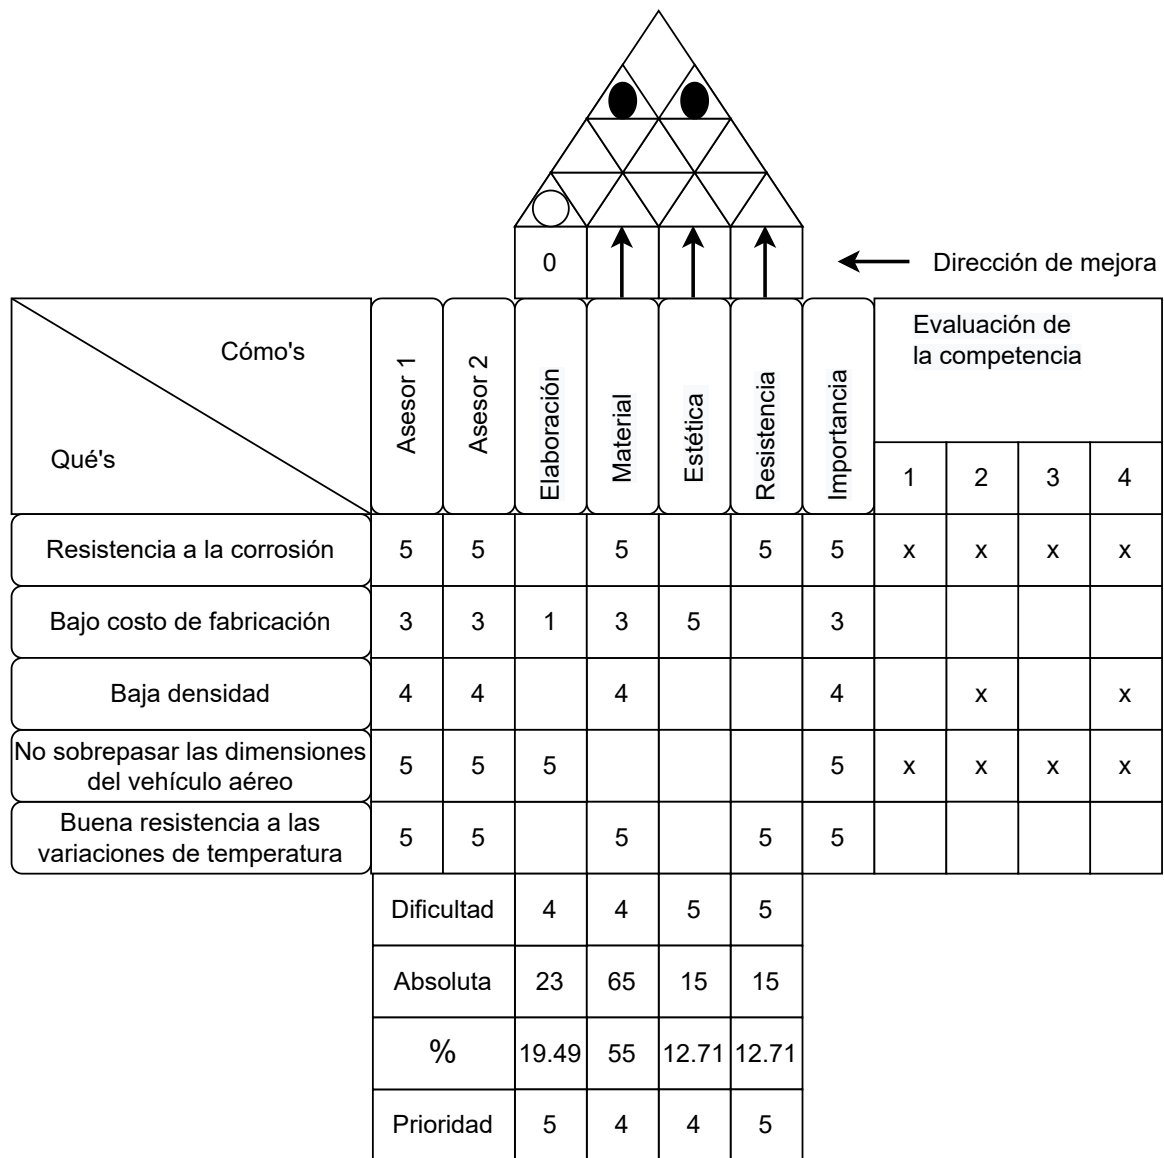 0
Dirección de mejora
Cómo's
Qué's
Asesor 1
Asesor 2
Elaboración
Material
Estética
Resistencia
Importancia
Evaluación de
la competencia
1 2 3 4
Resistencia a la corrosión 5 5 5 5 5 x x x x
Bajo costo de fabricación 3 3 1 3 5 3
Baja densidad 4 4 4 4 x x
No sobrepasar las dimensiones
del vehículo aéreo 5 5 5 5 x x x x
Buena resistencia a las
variaciones de temperatura 5 5 5 5 5
Dificultad 4 4 5 5
Absoluta 23 65 15 15
% 19.49 55 12.71 12.71
Prioridad 5 4 4 5